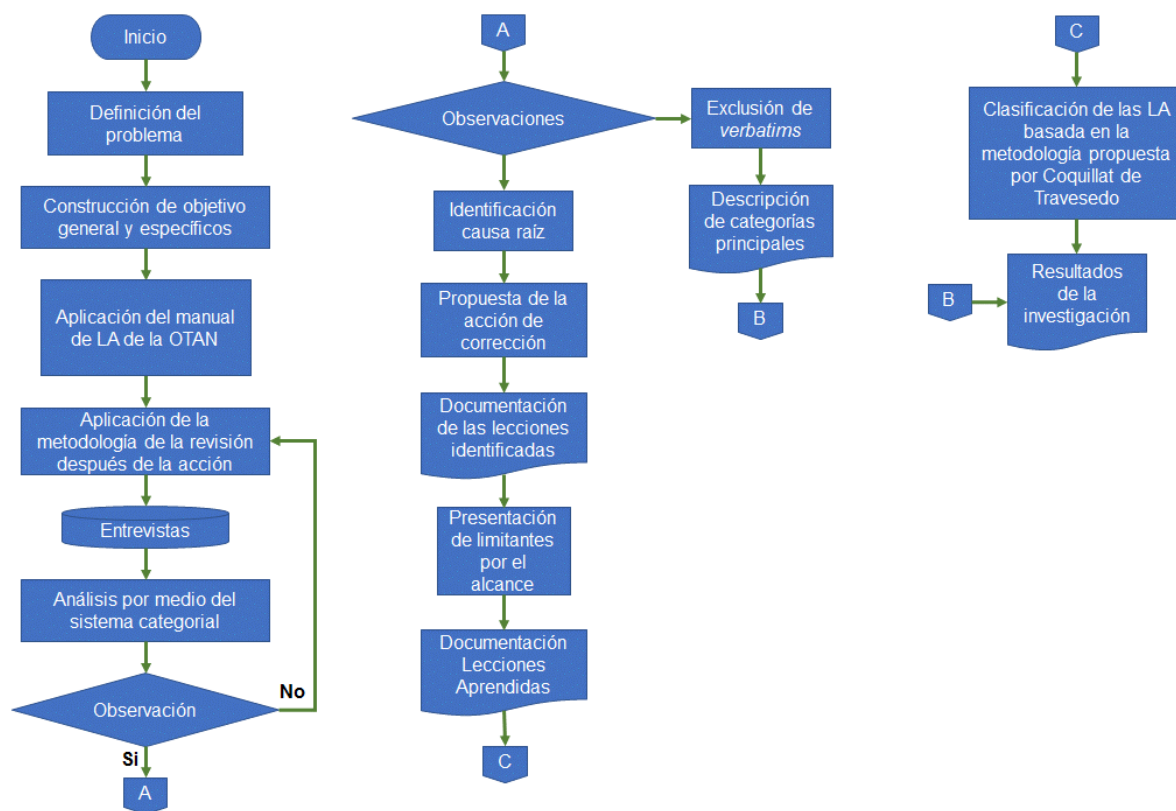 Inicio
Definición del
problema
Construcción de objetivo
general y específicos
Aplicación del manual
de LA de la OTAN
Aplicación de la
metodología de la revisión
después de la acción
Entrevistas
Análisis por medio del
sistema categorial
Observación
No
Si
A
A
Observaciones
Identificación
causa raíz
Propuesta de la
acción de
corrección
Documentación
de las lecciones
identificadas
Presentación
de limitantes
por el
alcance
Documentación
Lecciones
Aprendidas
C
Exclusión de
verbatims
Descripción
de categorías
principales
B
C
Clasificación de las LA
basada en la
metodología propuesta
por Coquillat de
Travesedo
B
Resultados
de la
investigación